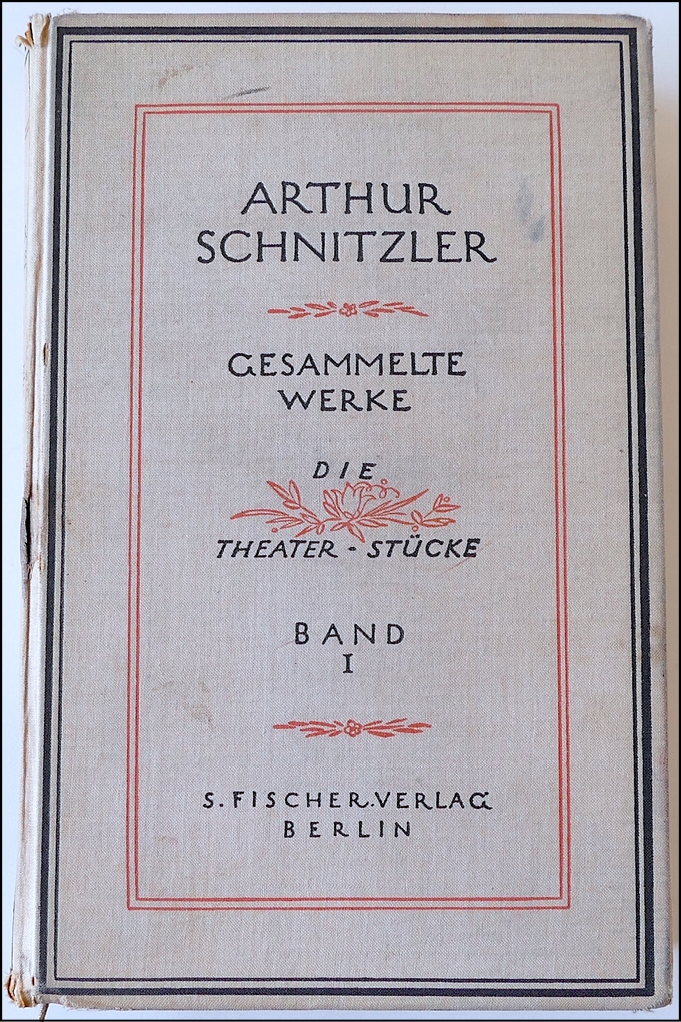 ARTHUR
SCHNITZLER
GESAMMELTE
WERKE
DIE
THEATER - STÜCKE
BAND
I
S. FISCHER.VERLAG
BERLIN